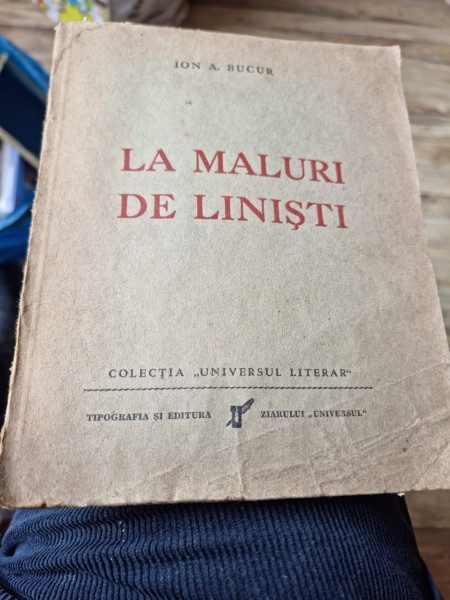 ION A. BUCUR
LA MALURI
DE LINIŞTI
COLECŢIA „UNIVERSUL LITERAR“
TIPOGRAFIA ŞI EDITURA ZIARULUI „UNIVERSUL“